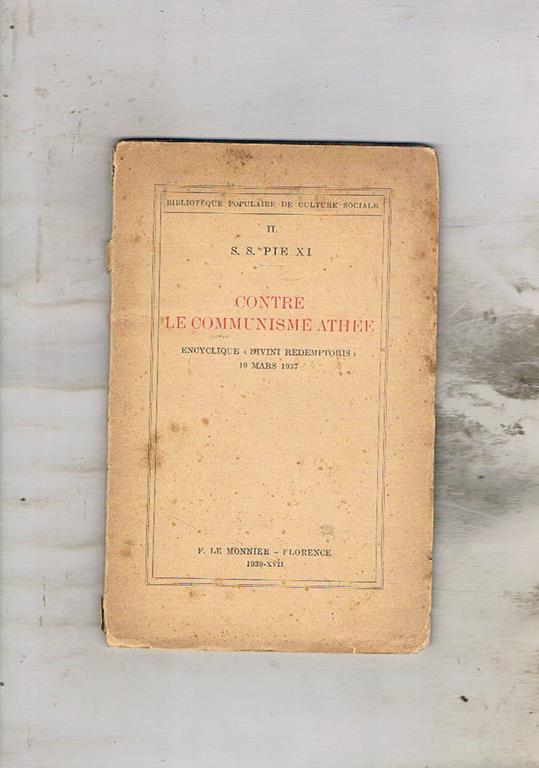 BIBLIOTÈQUE POPULAIRE DE CULTURE SOCIALE
II
S. S. PIE XI
CONTRE
LE COMMUNISME ATHÉE
ENCYCLIQUE « DIVINI REDEMPTORIS »
19 MARS 1937
F. LE MONNIER - FLORENCE
1939-XVII